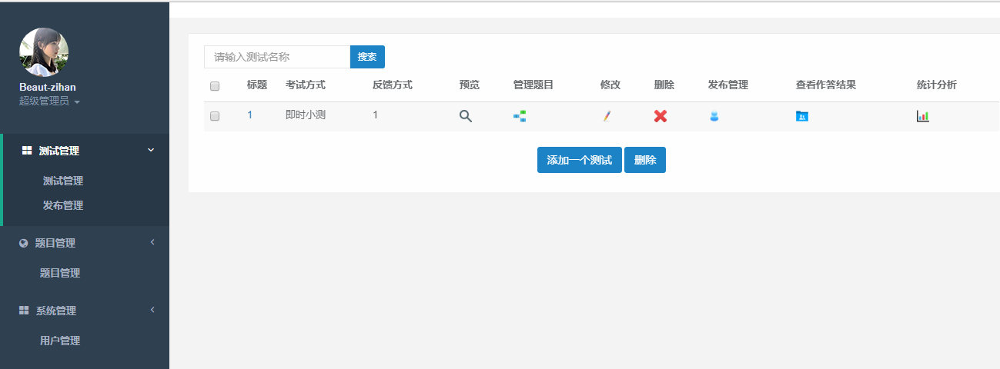 Beaut-zihan
超级管理员
测试管理
测试管理
发布管理
题目管理
题目管理
系统管理
用户管理
请输入测试名称 搜索
标题 考试方式 反馈方式 预览 管理题目 修改 删除 发布管理 查看作答结果 统计分析
1 即时小测 1
添加一个测试 删除